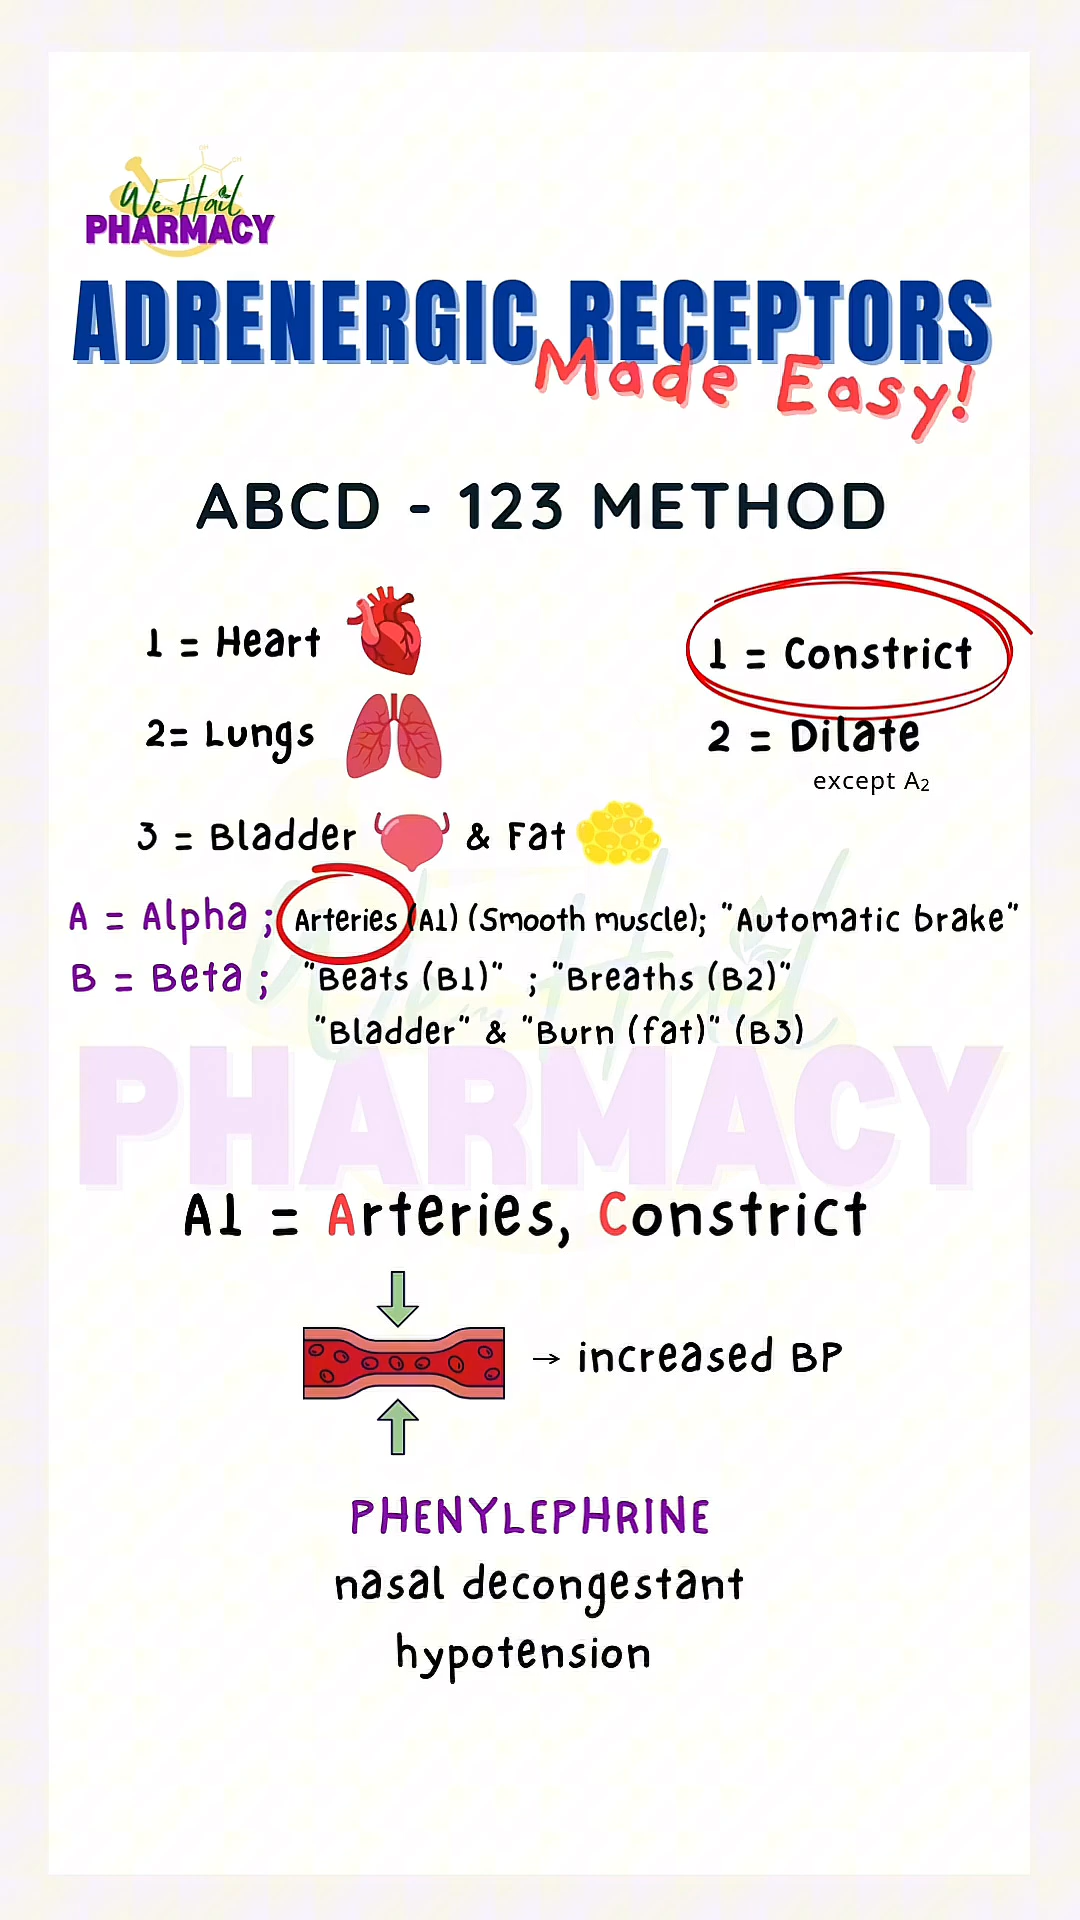 We Hail
PHARMACY
ADRENERGIC RECEPTORS
Made Easy!
ABCD - 123 METHOD
1 = Heart
1 = Constrict
2= Lungs
2 = Dilate
except A₂
3 = Bladder & Fat
A = Alpha ; Arteries (A1) (Smooth muscle); "Automatic brake"
B = Beta ; "Beats (B1)" ; "Breaths (B2)"
"Bladder" & "Burn (fat)" (B3)
We Hail
PHARMACY
A1 = Arteries, Constrict
→ increased BP
PHENYLEPHRINE
nasal decongestant
hypotension